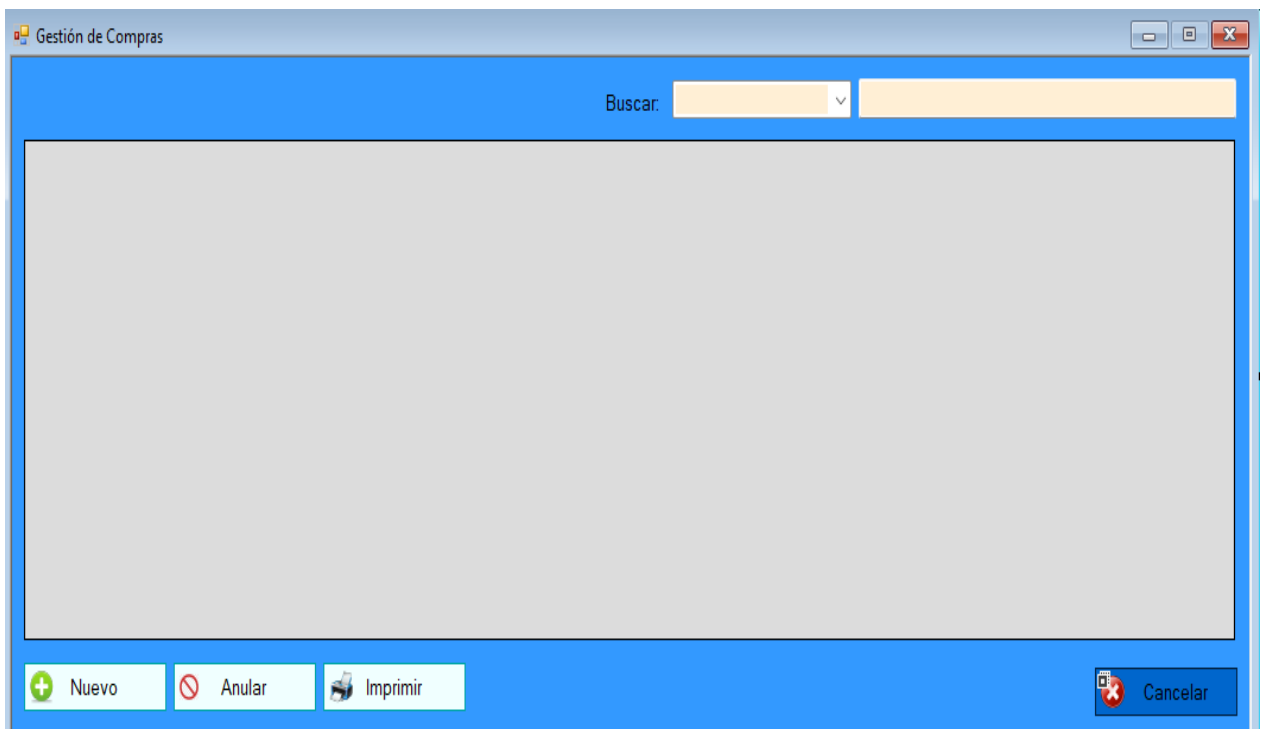 Gestión de Compras
Buscar:
Nuevo
Anular
Imprimir
Cancelar